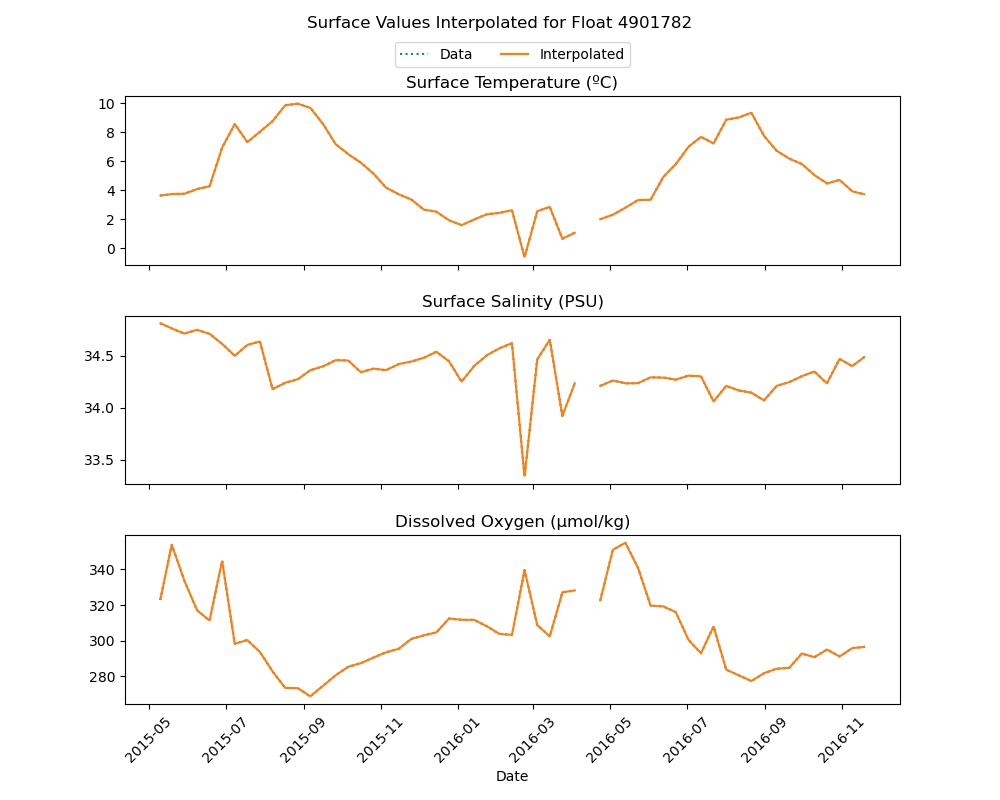 Surface Values Interpolated for Float 4901782
Data Interpolated
Surface Temperature (ºC)
10
8
6
4
2
0
Surface Salinity (PSU)
34.5
34.0
33.5
Dissolved Oxygen (μmol/kg)
340
320
300
280
2015-05 2015-07 2015-09 2015-11 2016-01 2016-03 2016-05 2016-07 2016-09 2016-11
Date